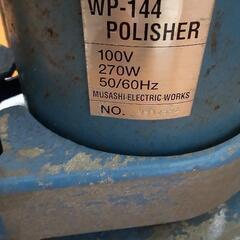 WP-144
POLISHER
100V
270W
50/60Hz
MUSASHI ELECTRIC WORKS
NO.